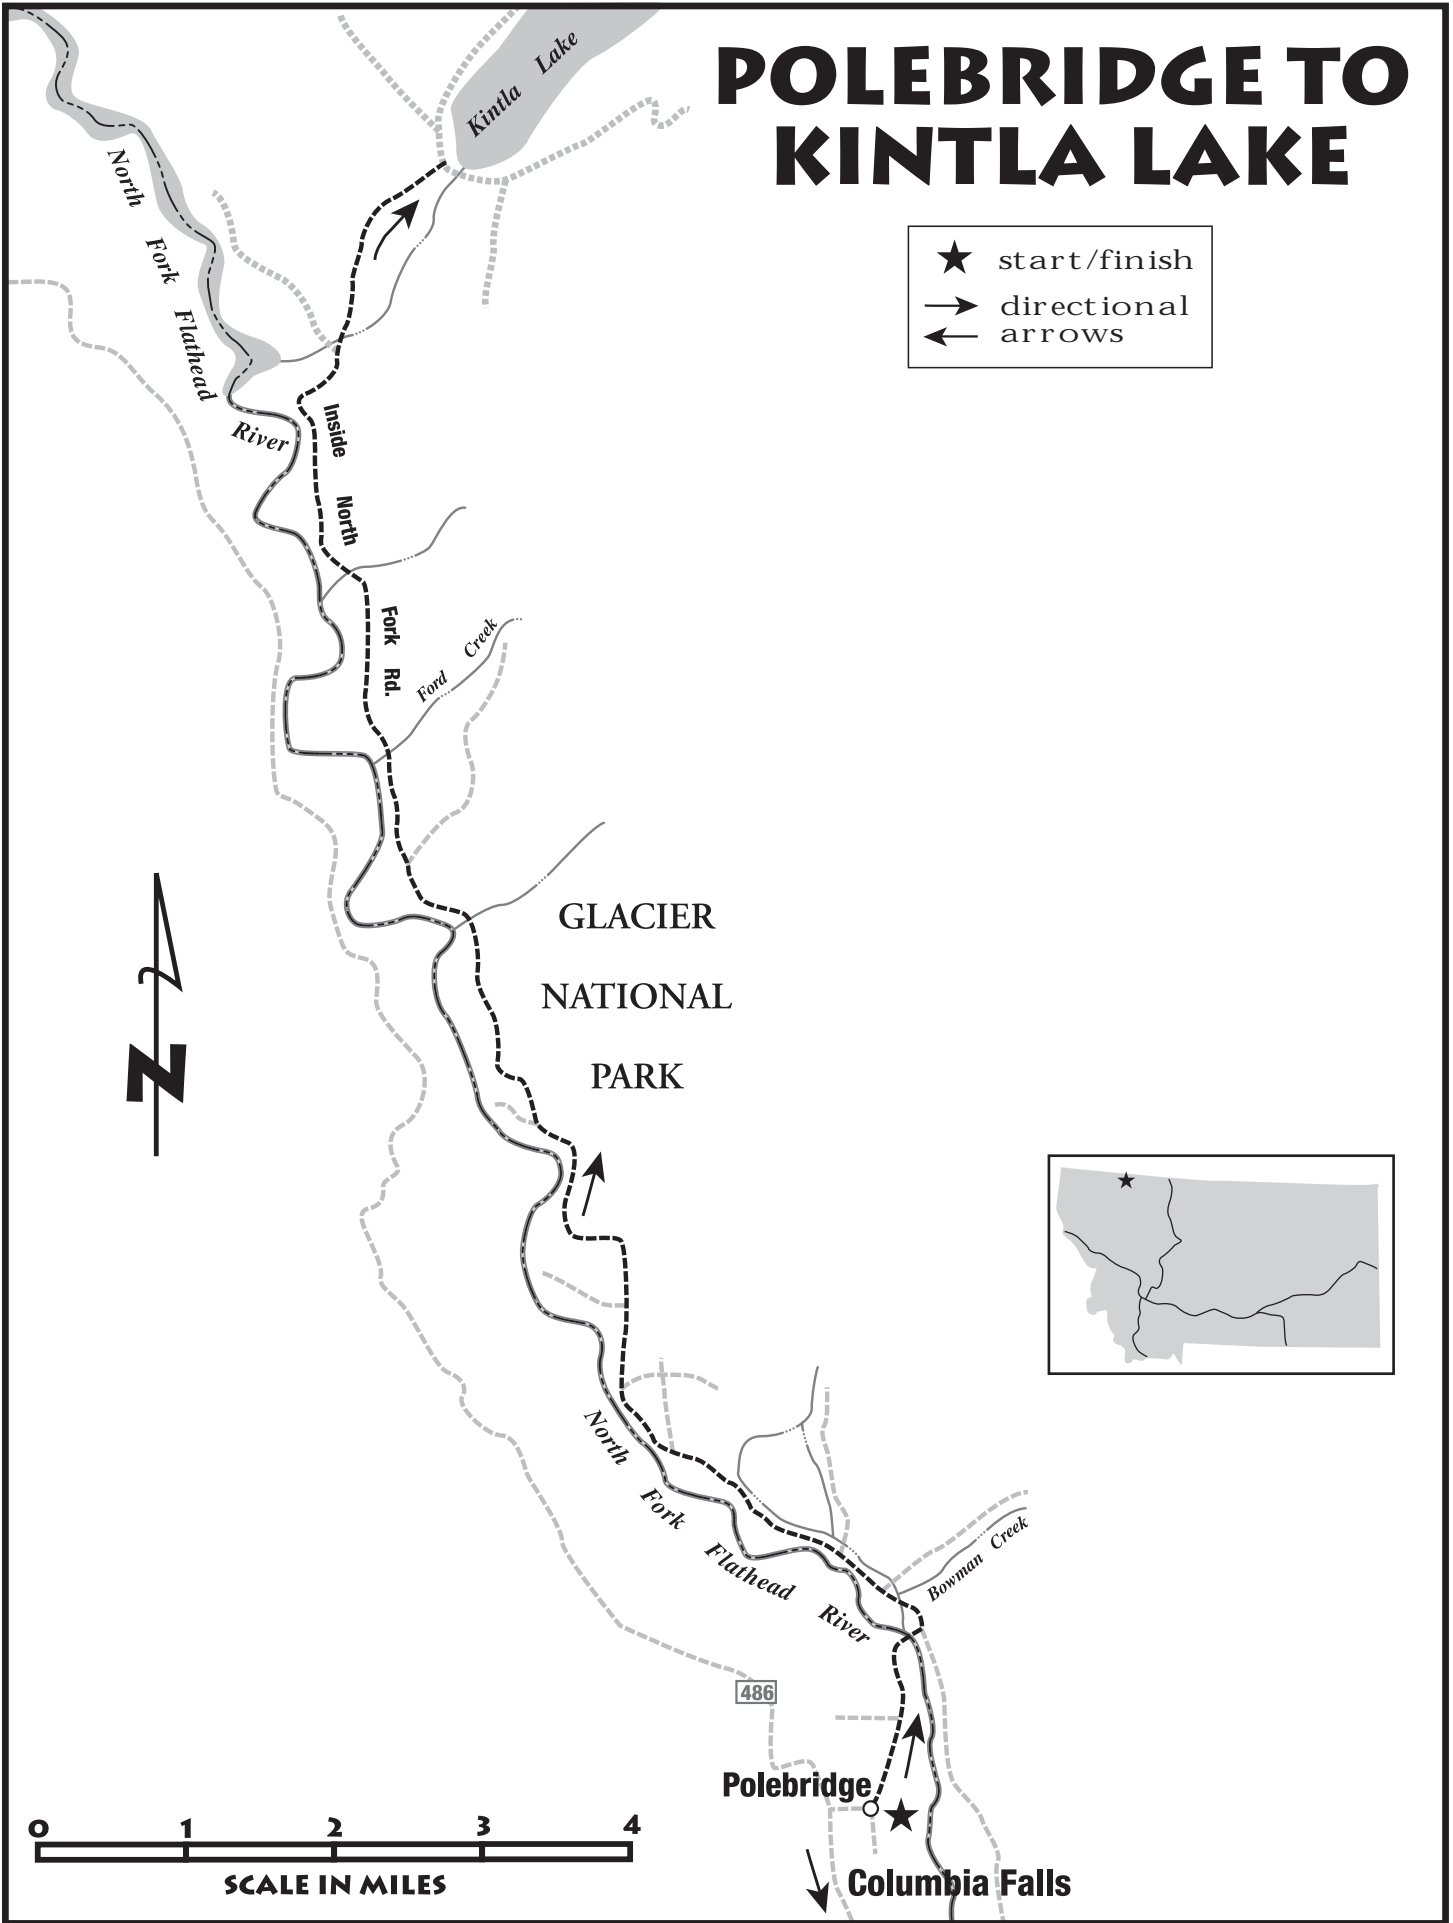 POLEBRIDGE TO
KINTLA LAKE
start/finish
directional
arrows
Kintla Lake
North Fork Flathead River
Inside North Fork Rd.
Ford Creek
GLACIER
NATIONAL
PARK
N
North Fork Flathead River
Bowman Creek
486
Polebridge
Columbia Falls
0 1 2 3 4
SCALE IN MILES